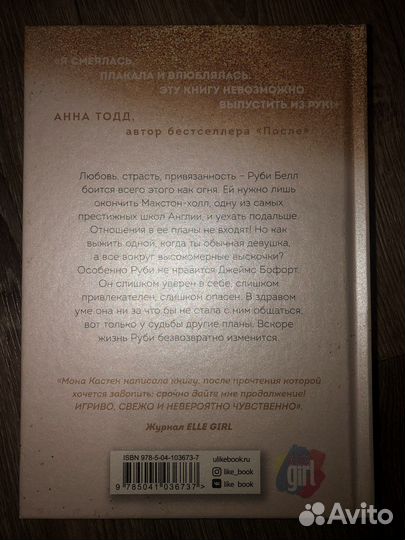 «Я СМЕЯЛАСЬ,
ПЛАКАЛА И ВЛЮБЛЯЛАСЬ.
ЭТУ КНИГУ НЕВОЗМОЖНО
ВЫПУСТИТЬ ИЗ РУК!»
АННА ТОДД,
автор бестселлера «После»
Любовь, страсть, привязанность – Руби Белл
боится всего этого как огня. Ей нужно лишь
окончить Макстон-холл, одну из самых
престижных школ Англии, и уехать подальше.
Отношения в ее планы не входят! Но как
выжить одной, когда ты обычная девушка,
а все вокруг высокомерные выскочки?
Особенно Руби не нравится Джеймс Бофорт.
Он слишком уверен в себе, слишком
привлекателен, слишком опасен. В здравом
уме она ни за что бы не стала с ним общаться,
вот только у судьбы другие планы. Вскоре
жизнь Руби безвозвратно изменится.
«Мона Кастен написала книгу, после прочтения которой
хочется завопить: срочно дайте мне продолжение!
ИГРИВО, СВЕЖО И НЕВЕРОЯТНО ЧУВСТВЕННО».
Журнал ELLE GIRL
ISBN 978-5-04-103673-7
9 785041 036737 >
ulikebook.ru
like_book
like_book
girl
Avito